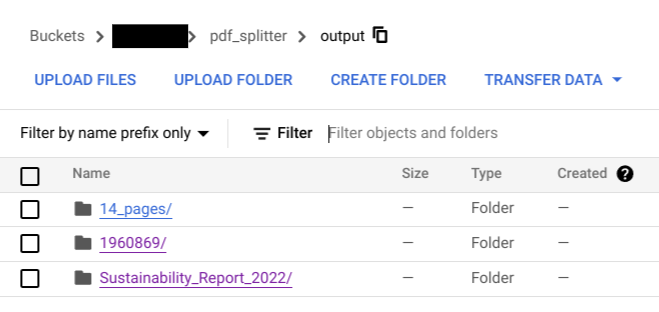 Buckets > > pdf_splitter > output
UPLOAD FILES UPLOAD FOLDER CREATE FOLDER TRANSFER DATA
Filter by name prefix only Filter Filter objects and folders
Name Size Type Created ?
14_pages/ — Folder —
1960869/ — Folder —
Sustainability_Report_2022/ — Folder —